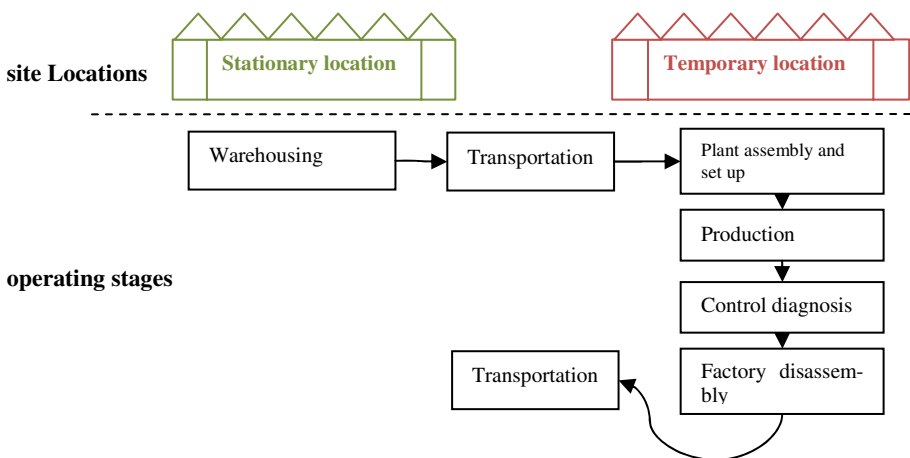 site Locations
Stationary location
Temporary location
Warehousing
Transportation
Plant assembly and
set up
Production
operating stages
Control diagnosis
Transportation
Factory disassem-
bly